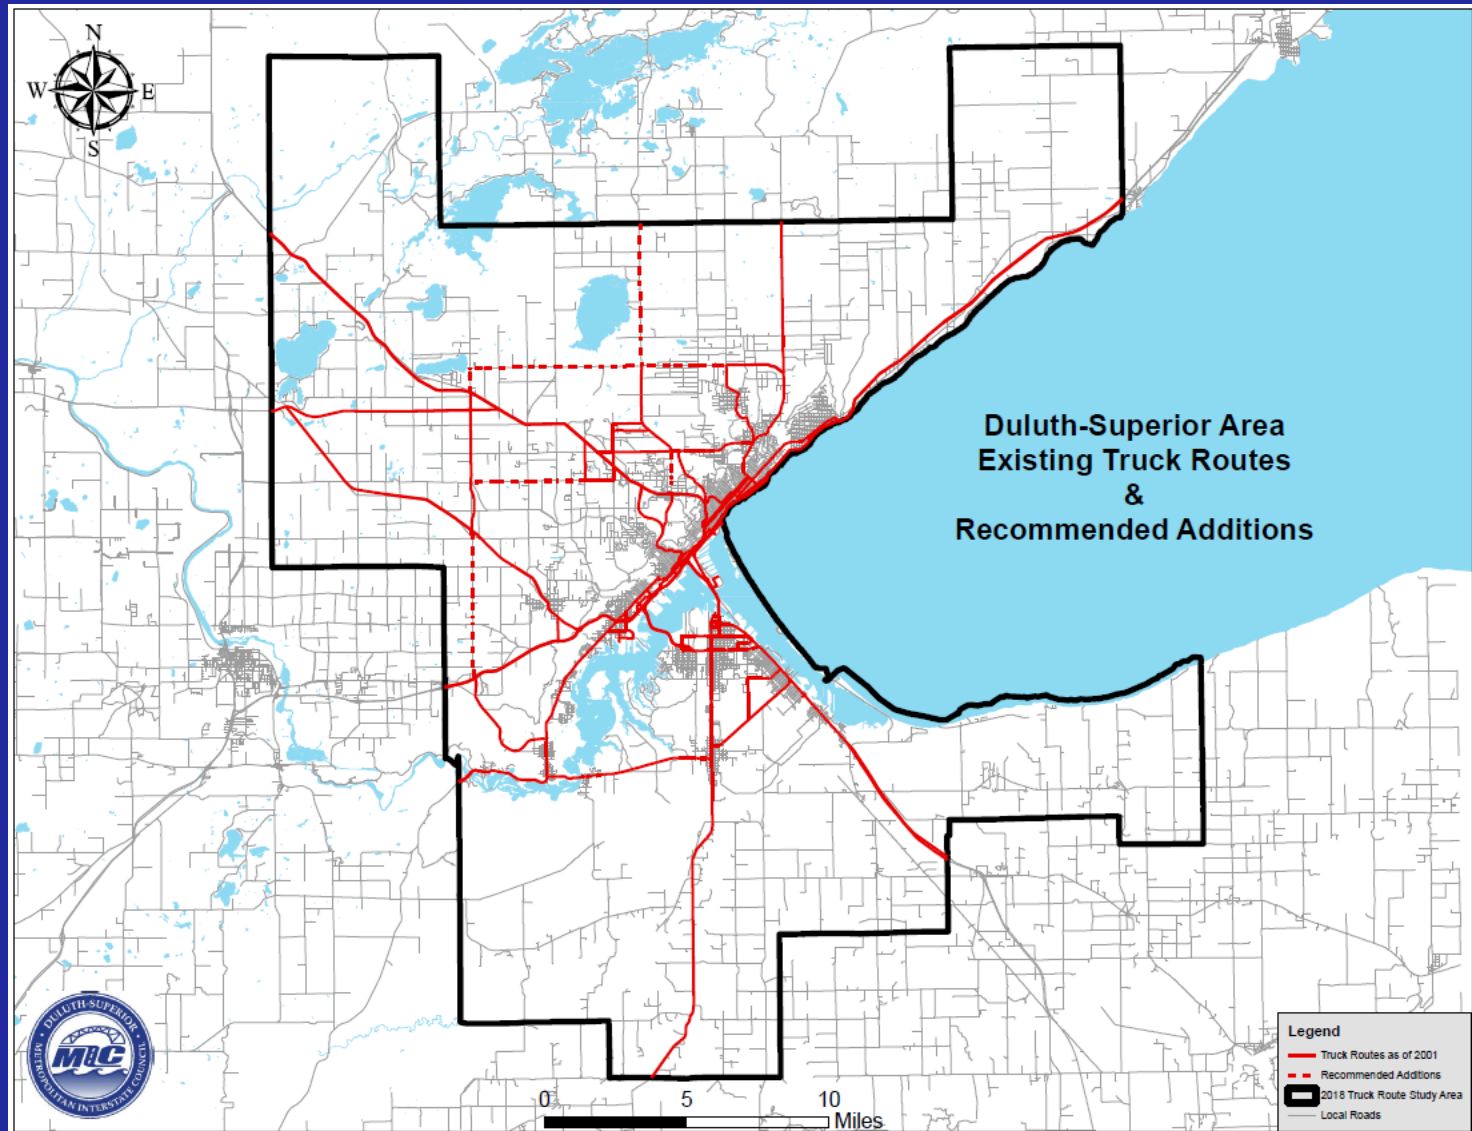 N
W
E
S
Duluth-Superior Area
Existing Truck Routes
&
Recommended Additions
DULUTH-SUPERIOR
MIC
METROPOLITAN INTERSTATE COUNCIL
0 5 10
Miles
Legend
Truck Routes as of 2001
Recommended Additions
2018 Truck Route Study Area
Local Roads